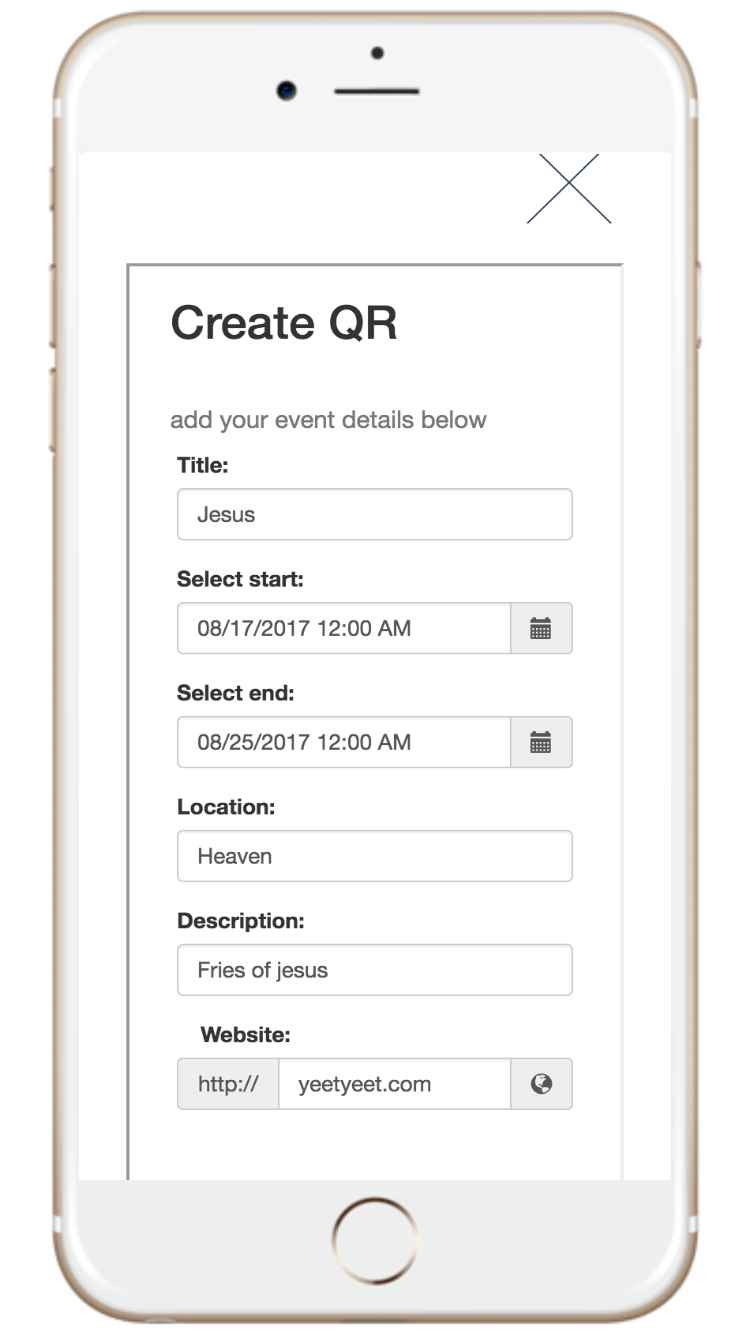 Create QR
add your event details below
Title:
Jesus
Select start:
08/17/2017 12:00 AM
Select end:
08/25/2017 12:00 AM
Location:
Heaven
Description:
Fries of jesus
Website:
http:// yeetyeet.com